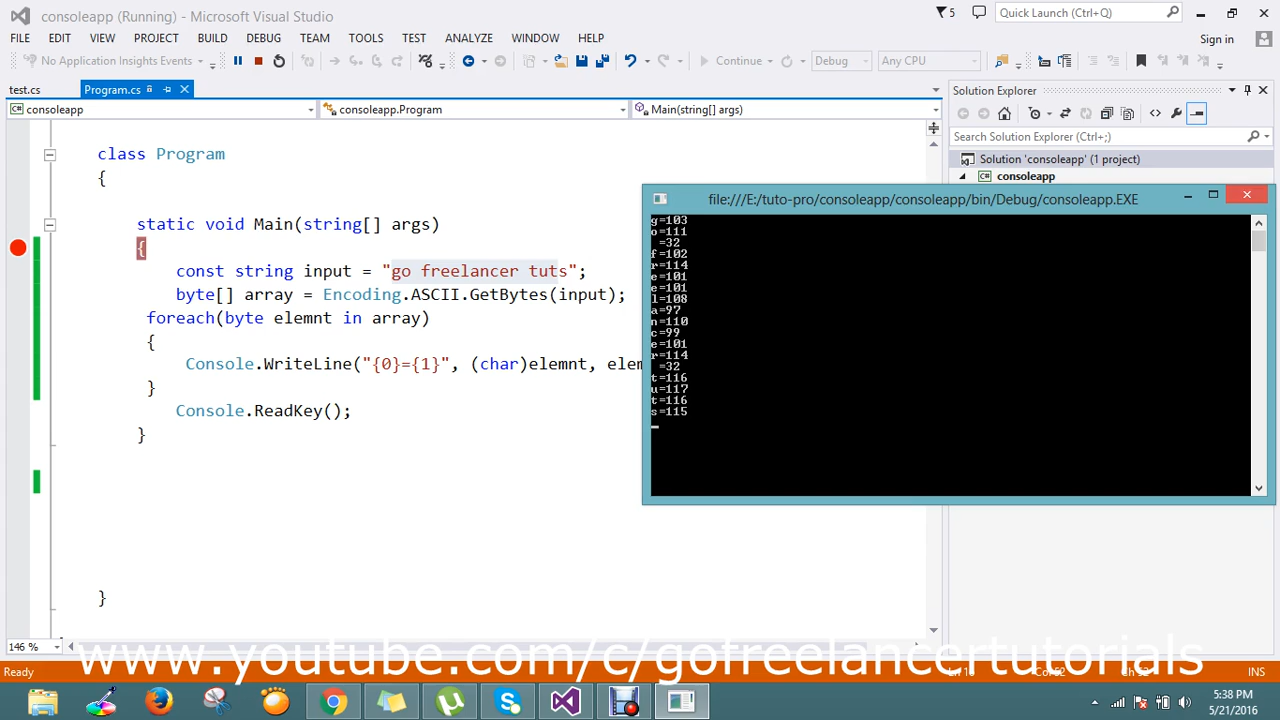 consoleapp (Running) - Microsoft Visual Studio
5
Quick Launch (Ctrl+Q)
FILE EDIT VIEW PROJECT BUILD DEBUG TEAM TOOLS TEST ANALYZE WINDOW HELP
Sign in
No Application Insights Events
Continue
Debug
Any CPU
test.cs
Program.cs
Solution Explorer
consoleapp
consoleapp.Program
Main(string[] args)
Search Solution Explorer (Ctrl+;)
Solution 'consoleapp' (1 project)
consoleapp
class Program
{
static void Main(string[] args)
{
const string input = "go freelancer tuts";
byte[] array = Encoding.ASCII.GetBytes(input);
foreach(byte elemnt in array)
{
Console.WriteLine("{0}={1}", (char)elemnt, elem
}
Console.ReadKey();
}
}
file:///E:/tuto-pro/consoleapp/consoleapp/bin/Debug/consoleapp.EXE
g=103
o=111
 =32
f=102
r=114
e=101
e=101
l=108
a=97
n=110
c=99
e=101
r=114
 =32
t=116
u=117
t=116
s=115
146 %
www.youtube.com/c/gofreelancertutorials
Ready
INS
5:38 PM
5/21/2016